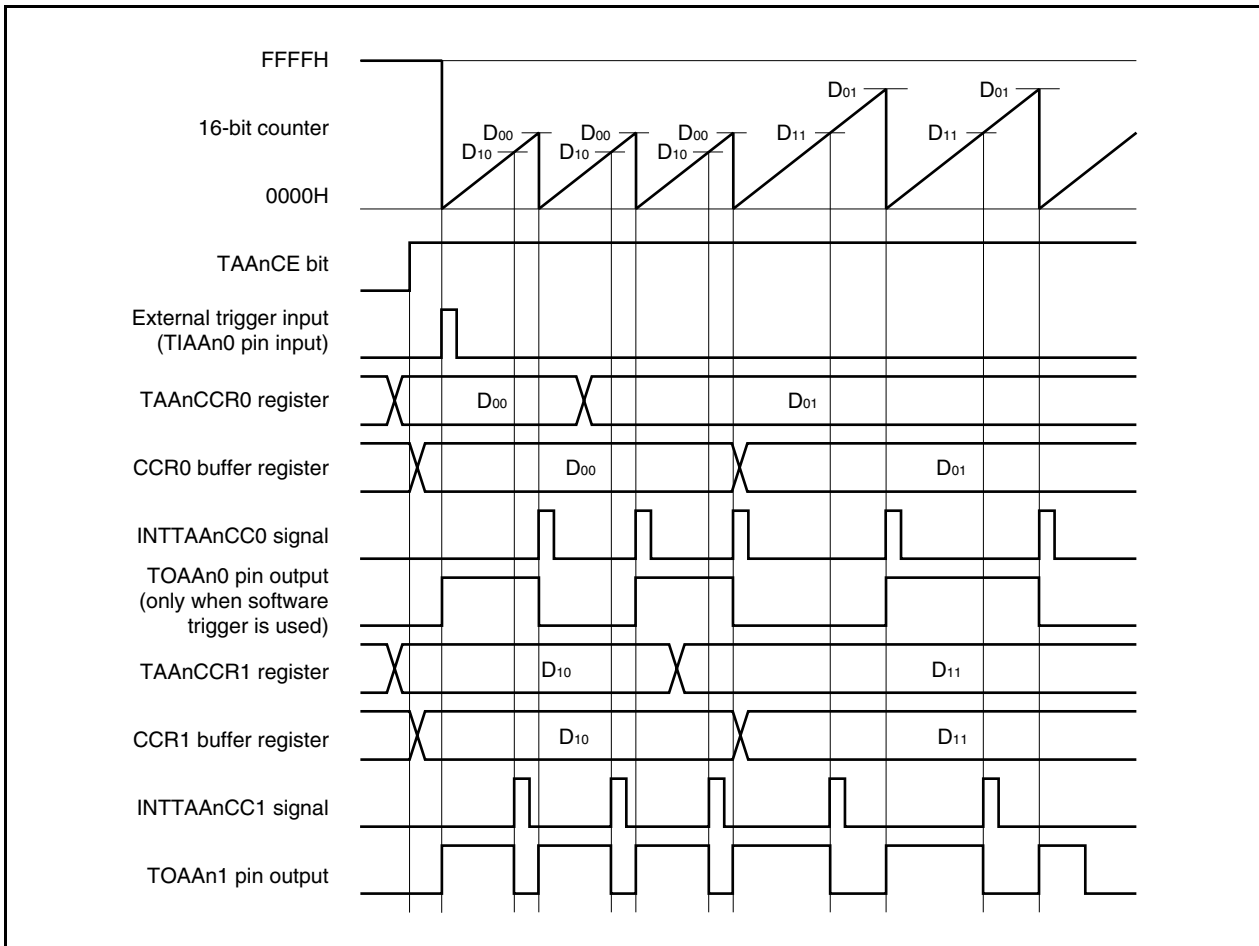 FFFFH
D01 D01
16-bit counter
D00 D00 D00 D11 D11
D10 D10 D10
0000H
TAAnCE bit
External trigger input
(TIAAn0 pin input)
TAAnCCR0 register D00 D01
CCR0 buffer register D00 D01
INTTAAnCC0 signal
TOAAn0 pin output
(only when software
trigger is used)
TAAnCCR1 register D10 D11
CCR1 buffer register D10 D11
INTTAAnCC1 signal
TOAAn1 pin output